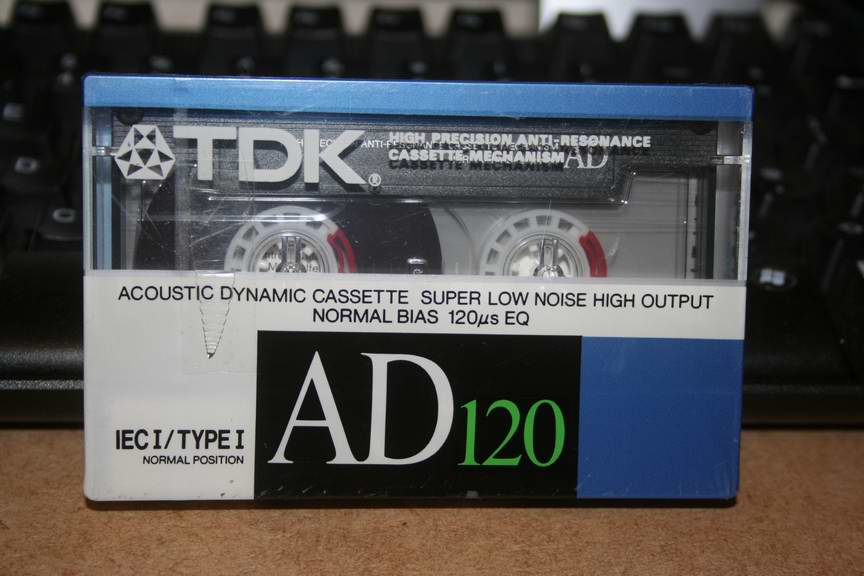 TDK®
HIGH PRECISION ANTI-RESONANCE
CASSETTE MECHANISM AD
ACOUSTIC DYNAMIC CASSETTE SUPER LOW NOISE HIGH OUTPUT
NORMAL BIAS 120μs EQ
IEC I/TYPE I
NORMAL POSITION
AD120